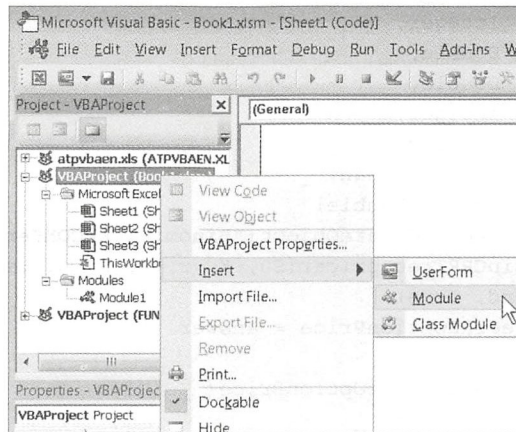 Microsoft Visual Basic - Book1.xlsm - [Sheet1 (Code)]
File Edit View Insert Format Debug Run Tools Add-Ins W
Project - VBAProject
(General)
atpvbaen.xls (ATPVBAEN.XL
VBAProject (Book1.xlsm)
Microsoft Excel
Sheet1 (Sh
Sheet2 (Sh
Sheet3 (Sh
ThisWorkb
Modules
Module1
VBAProject (FUN
View Code
View Object
VBAProject Properties...
Insert
Import File...
Export File...
Remove
Print...
Dockable
Hide
UserForm
Module
Class Module
Properties - VBAProjec
VBAProject Project